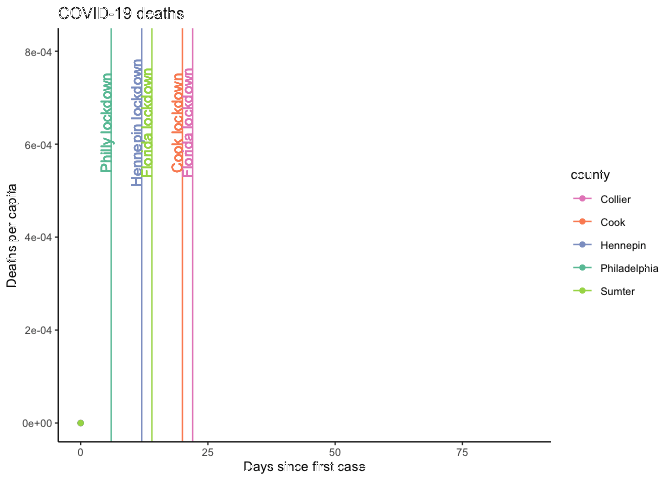 COVID-19 deaths
8e-04
6e-04
4e-04
2e-04
0e+00
Deaths per capita
Philly lockdown
Hennepin lockdown
Florida lockdown
Cook lockdown
Florida lockdown
0
25
50
75
Days since first case
county
Collier
Cook
Hennepin
Philadelphia
Sumter